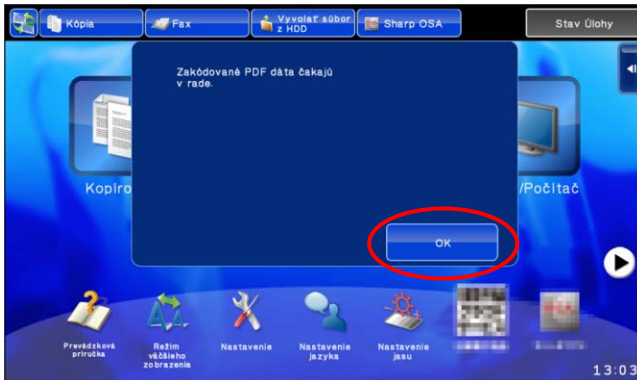 Kópia
Fax
Vyvolať súbor
z HDD
Sharp OSA
Stav Úlohy
Zakódované PDF dáta čakajú
v rade.
Kopíro
/Počítač
OK
Prevádzková
príručka
Režim
väčšieho
zobrazenia
Nastavenie
Nastavenie
jazyka
Nastavenie
jasu
13:03